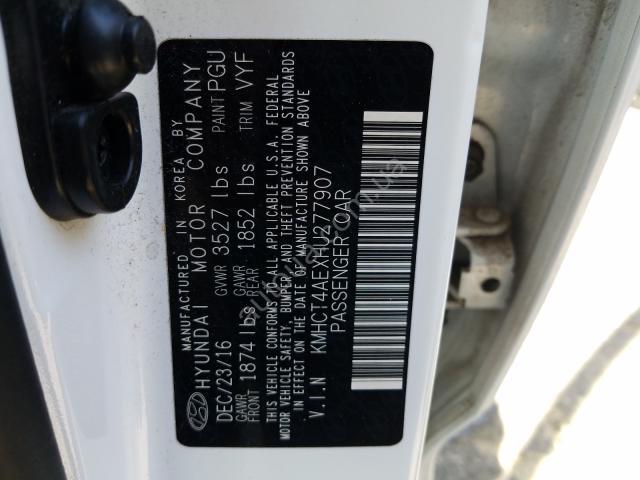 MANUFACTURED IN KOREA BY
HYUNDAI MOTOR COMPANY
DEC/23/16 GVWR 3527 lbs PAINT PGU
GAWR FRONT 1874 lbs GAWR REAR 1852 lbs TRIM VYF
THIS VEHICLE CONFORMS TO ALL APPLICABLE U.S.A. FEDERAL
MOTOR VEHICLE SAFETY, BUMPER, AND THEFT PREVENTION STANDARDS
IN EFFECT ON THE DATE OF MANUFACTURE SHOWN ABOVE
V.I.N KMHCT4AEXHU277907
PASSENGER CAR